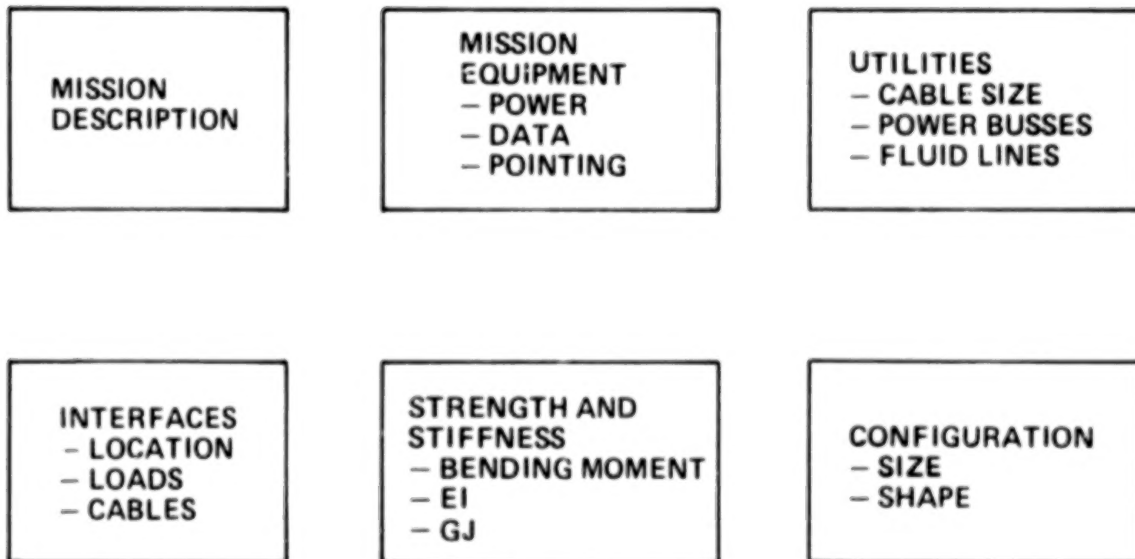 MISSION
DESCRIPTION
MISSION
EQUIPMENT
– POWER
– DATA
– POINTING
UTILITIES
– CABLE SIZE
– POWER BUSSES
– FLUID LINES
INTERFACES
– LOCATION
– LOADS
– CABLES
STRENGTH AND
STIFFNESS
– BENDING MOMENT
– EI
– GJ
CONFIGURATION
– SIZE
– SHAPE